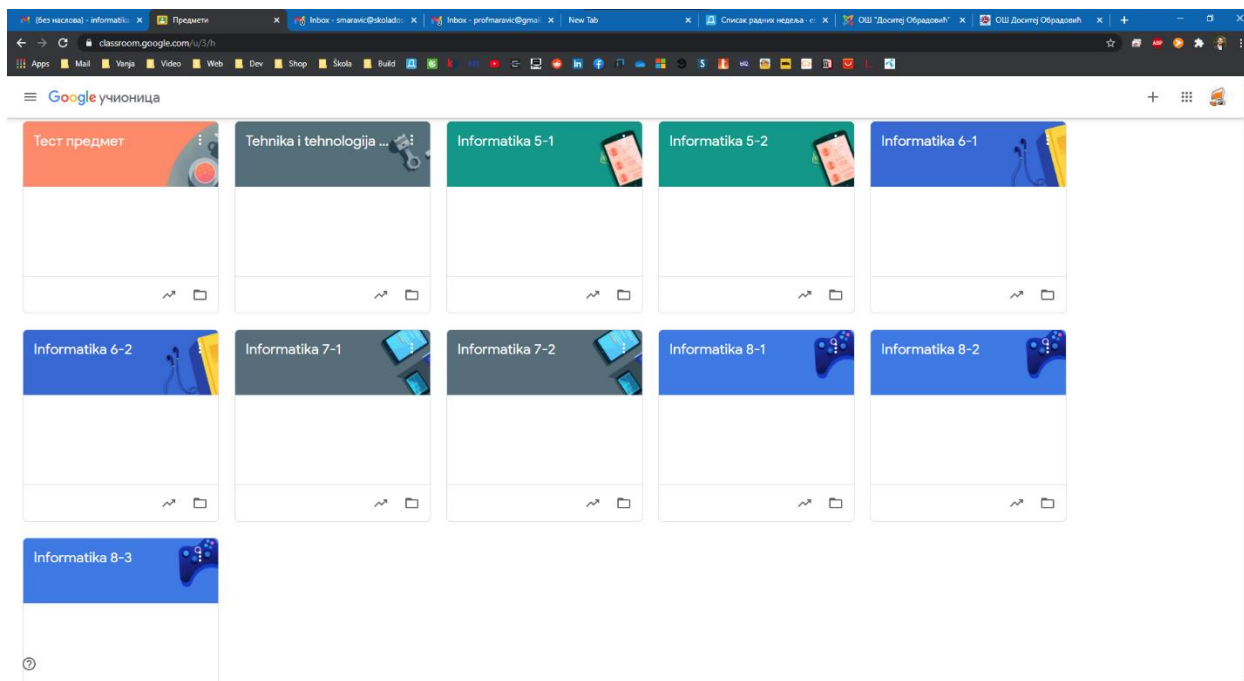 (без наслова) - informatika
Предмети
Inbox - smaravic@skolado
Inbox - profmaravic@gmai
New Tab
Списак радних недеља - е
ОШ "Доситеј Обрадовић"
ОШ Доситеј Обрадовић
classroom.google.com/u/3/h
Apps
Mail
Vanja
Video
Web
Dev
Shop
Škola
Build
Google учионица
Тест предмет
Tehnika i tehnologija ...
Informatika 5-1
Informatika 5-2
Informatika 6-1
Informatika 6-2
Informatika 7-1
Informatika 7-2
Informatika 8-1
Informatika 8-2
Informatika 8-3